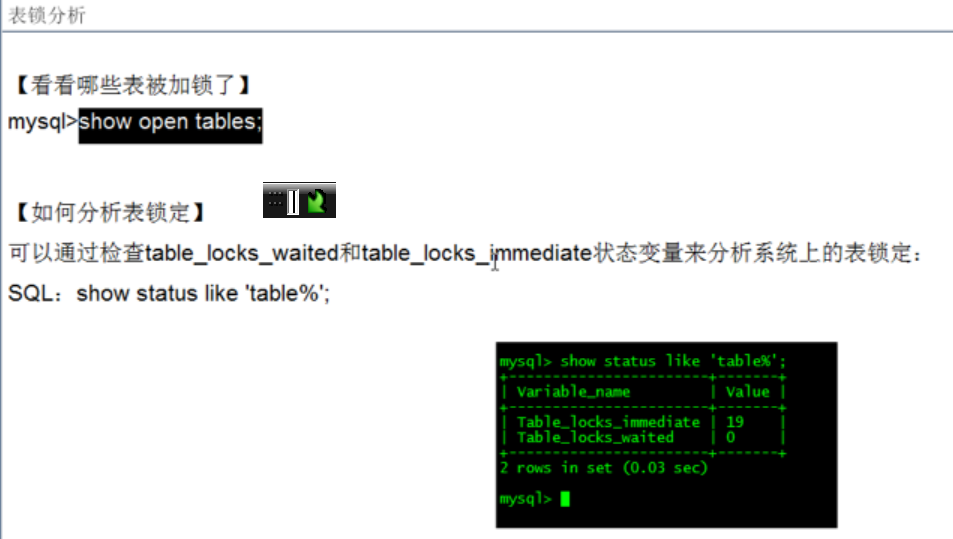 表锁分析
【看看哪些表被加锁了】
mysql>show open tables;
【如何分析表锁定】
可以通过检查table_locks_waited和table_locks_immediate状态变量来分析系统上的表锁定：
SQL：show status like 'table%';
mysql> show status like 'table%';
+-----------------------+-------+
| Variable_name | Value |
+-----------------------+-------+
| Table_locks_immediate | 19 |
| Table_locks_waited | 0 |
+-----------------------+-------+
2 rows in set (0.03 sec)
mysql>